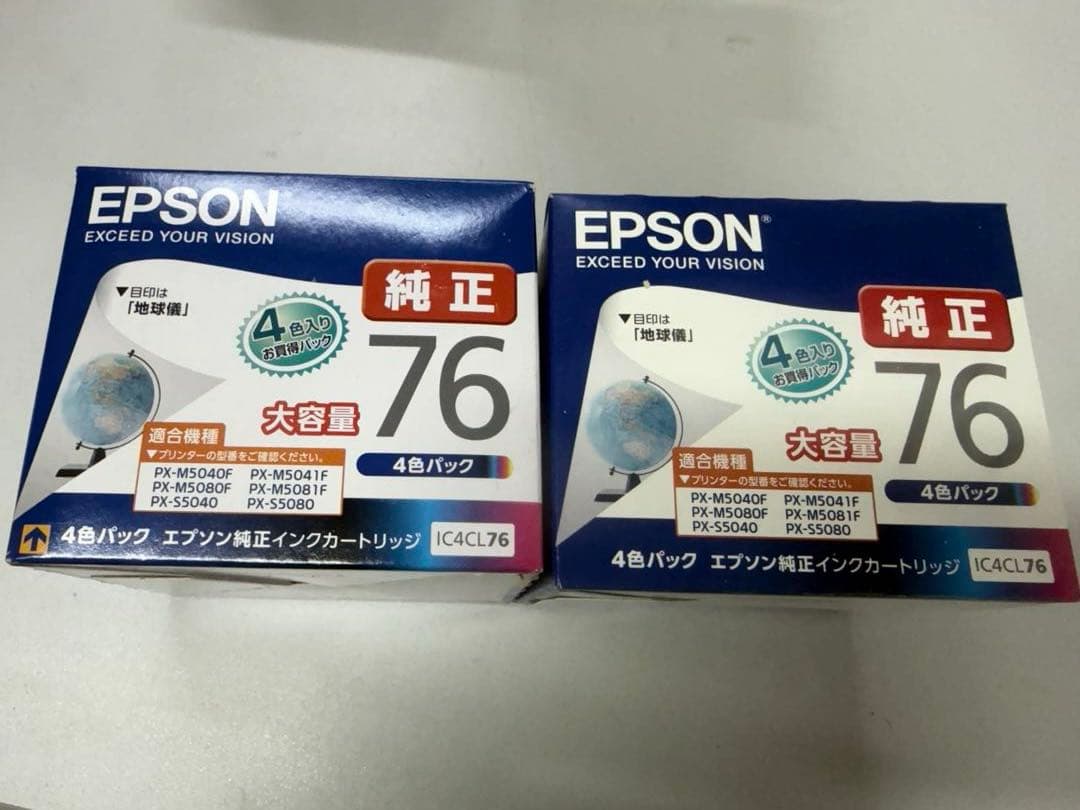 EPSON
EXCEED YOUR VISION
純正
▼目印は
「地球儀」
4色入り
お買得パック
76
大容量
適合機種
▼プリンターの型番をご確認ください。
PX-M5040F PX-M5041F
PX-M5080F PX-M5081F
PX-S5040 PX-S5080
4色パック
4色パック エプソン純正インクカートリッジ IC4CL76
EPSON®
EXCEED YOUR VISION
純正
▼目印は
「地球儀」
4色入り
お買得パック
76
大容量
適合機種
▼プリンターの型番をご確認ください。
PX-M5040F PX-M5041F
PX-M5080F PX-M5081F
PX-S5040 PX-S5080
4色パック
4色パック エプソン純正インクカートリッジ IC4CL76